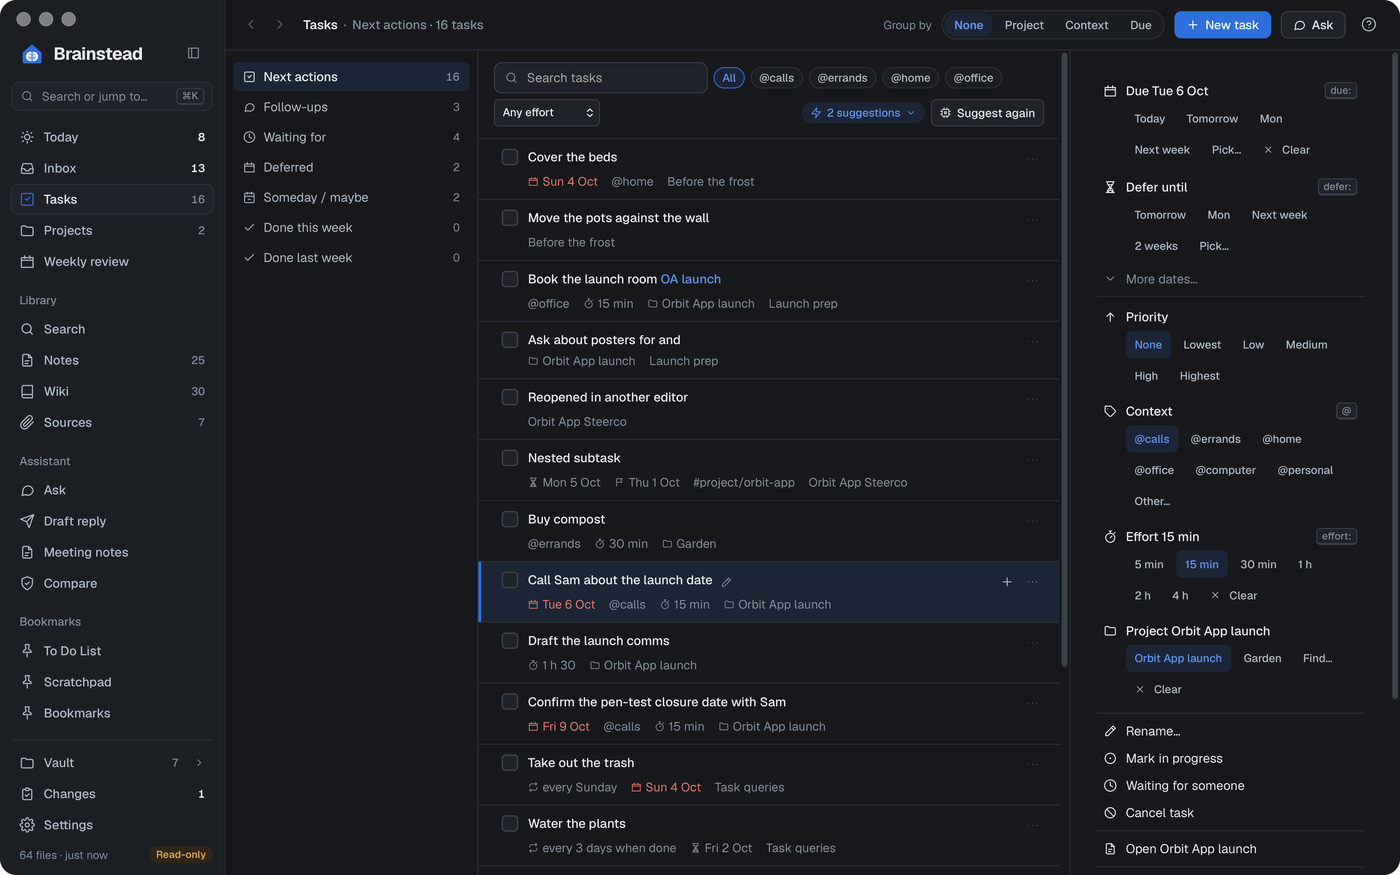 Brainstead
Search or jump to... ⌘K
Today 8
Inbox 13
Tasks 16
Projects 2
Weekly review
Library
Search
Notes 25
Wiki 30
Sources 7
Assistant
Ask
Draft reply
Meeting notes
Compare
Bookmarks
To Do List
Scratchpad
Bookmarks
Vault 7
Changes 1
Settings
64 files · just now Read-only
Tasks · Next actions · 16 tasks
Group by None Project Context Due
+ New task
Ask
Next actions 16
Follow-ups 3
Waiting for 4
Deferred 2
Someday / maybe 2
Done this week 0
Done last week 0
Search tasks All @calls @errands @home @office
Any effort 2 suggestions Suggest again
Cover the beds
Sun 4 Oct @home Before the frost
Move the pots against the wall
Before the frost
Book the launch room OA launch
@office 15 min Orbit App launch Launch prep
Ask about posters for and
Orbit App launch Launch prep
Reopened in another editor
Orbit App Steerco
Nested subtask
Mon 5 Oct Thu 1 Oct #project/orbit-app Orbit App Steerco
Buy compost
@errands 30 min Garden
Call Sam about the launch date
Tue 6 Oct @calls 15 min Orbit App launch
Draft the launch comms
1 h 30 Orbit App launch
Confirm the pen-test closure date with Sam
Fri 9 Oct @calls 15 min Orbit App launch
Take out the trash
every Sunday Sun 4 Oct Task queries
Water the plants
every 3 days when done Fri 2 Oct Task queries
Due Tue 6 Oct due:
Today Tomorrow Mon
Next week Pick... × Clear
Defer until defer:
Tomorrow Mon Next week
2 weeks Pick...
More dates...
Priority
None Lowest Low Medium
High Highest
Context @
@calls @errands @home
@office @computer @personal
Other...
Effort 15 min effort:
5 min 15 min 30 min 1 h
2 h 4 h × Clear
Project Orbit App launch
Orbit App launch Garden Find...
× Clear
Rename...
Mark in progress
Waiting for someone
Cancel task
Open Orbit App launch